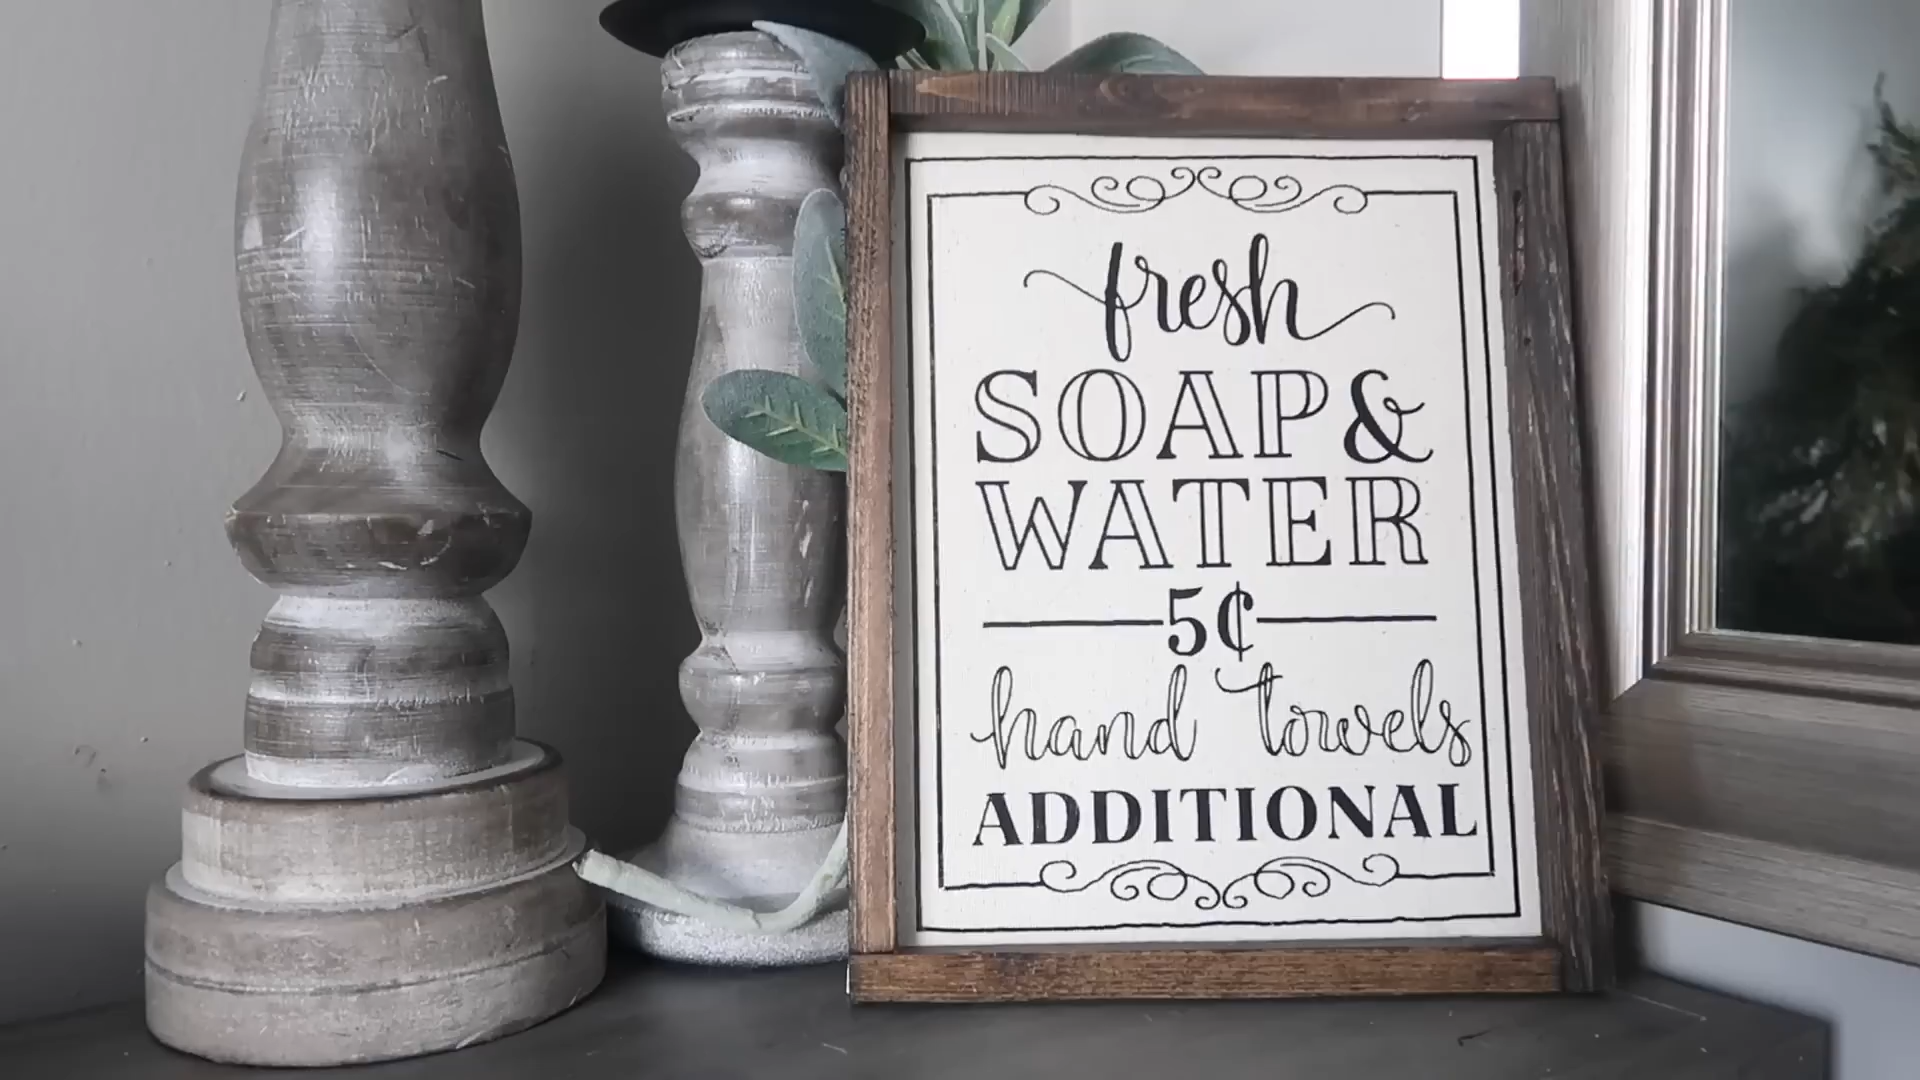 fresh
SOAP &
WATER
5¢
hand towels
ADDITIONAL